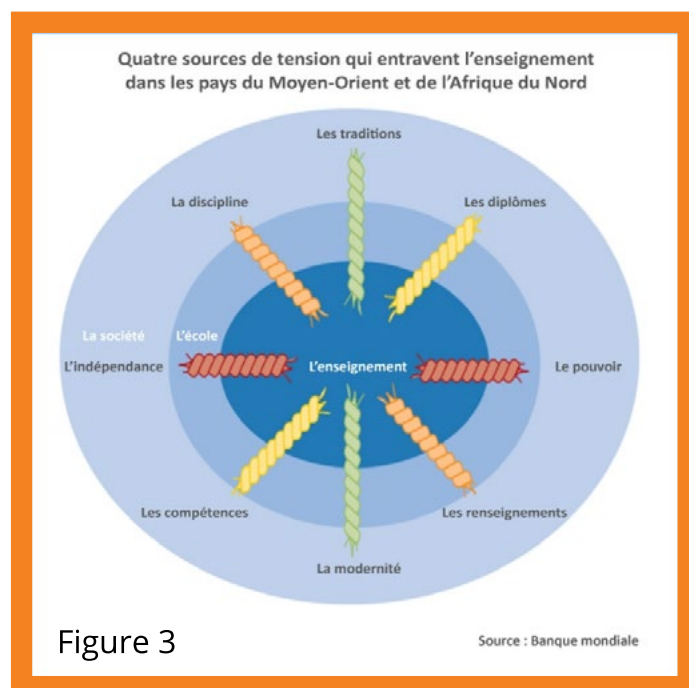 Quatre sources de tension qui entravent l'enseignement
dans les pays du Moyen-Orient et de l'Afrique du Nord
Les traditions
La discipline
Les diplômes
La société
L'école
L'indépendance
L'enseignement
Le pouvoir
Les compétences
Les renseignements
La modernité
Figure 3
Source : Banque mondiale